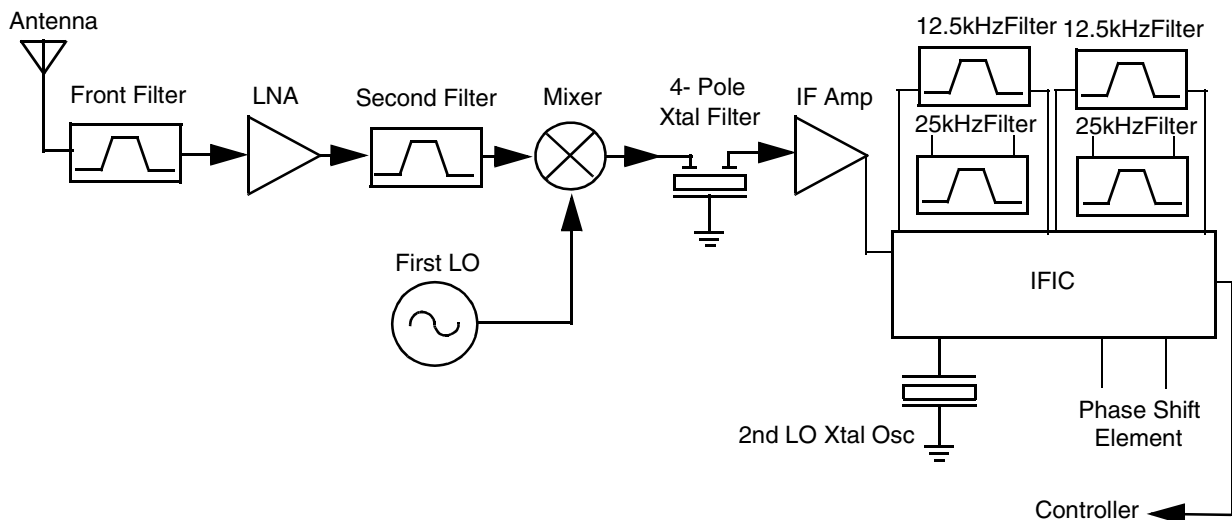 Antenna
Front Filter
LNA
Second Filter
Mixer
4- Pole
Xtal Filter
IF Amp
12.5kHzFilter
12.5kHzFilter
25kHzFilter
25kHzFilter
First LO
IFIC
2nd LO Xtal Osc
Phase Shift
Element
Controller